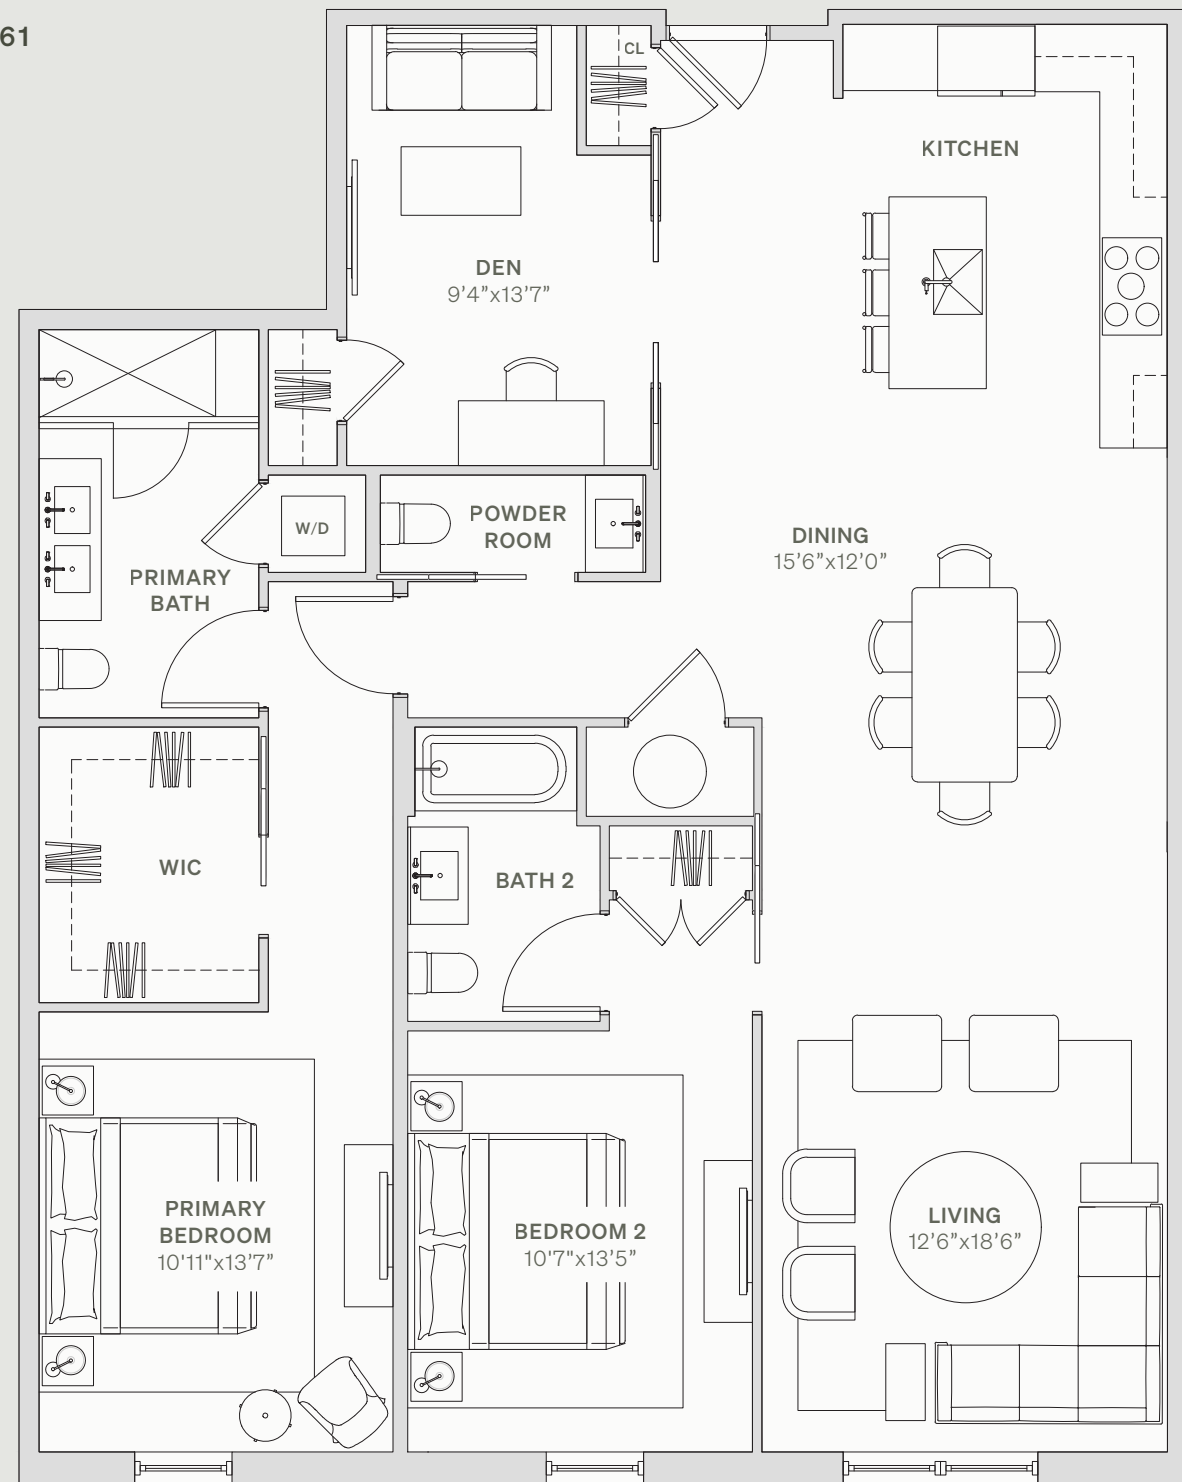 61
CL
KITCHEN
DEN
9’4”x13’7”
W/D
POWDER
ROOM
DINING
15’6”x12’0”
PRIMARY
BATH
WIC
BATH 2
PRIMARY
BEDROOM
10'11"x13’7”
BEDROOM 2
10'7"x13’5”
LIVING
12’6”x18’6”